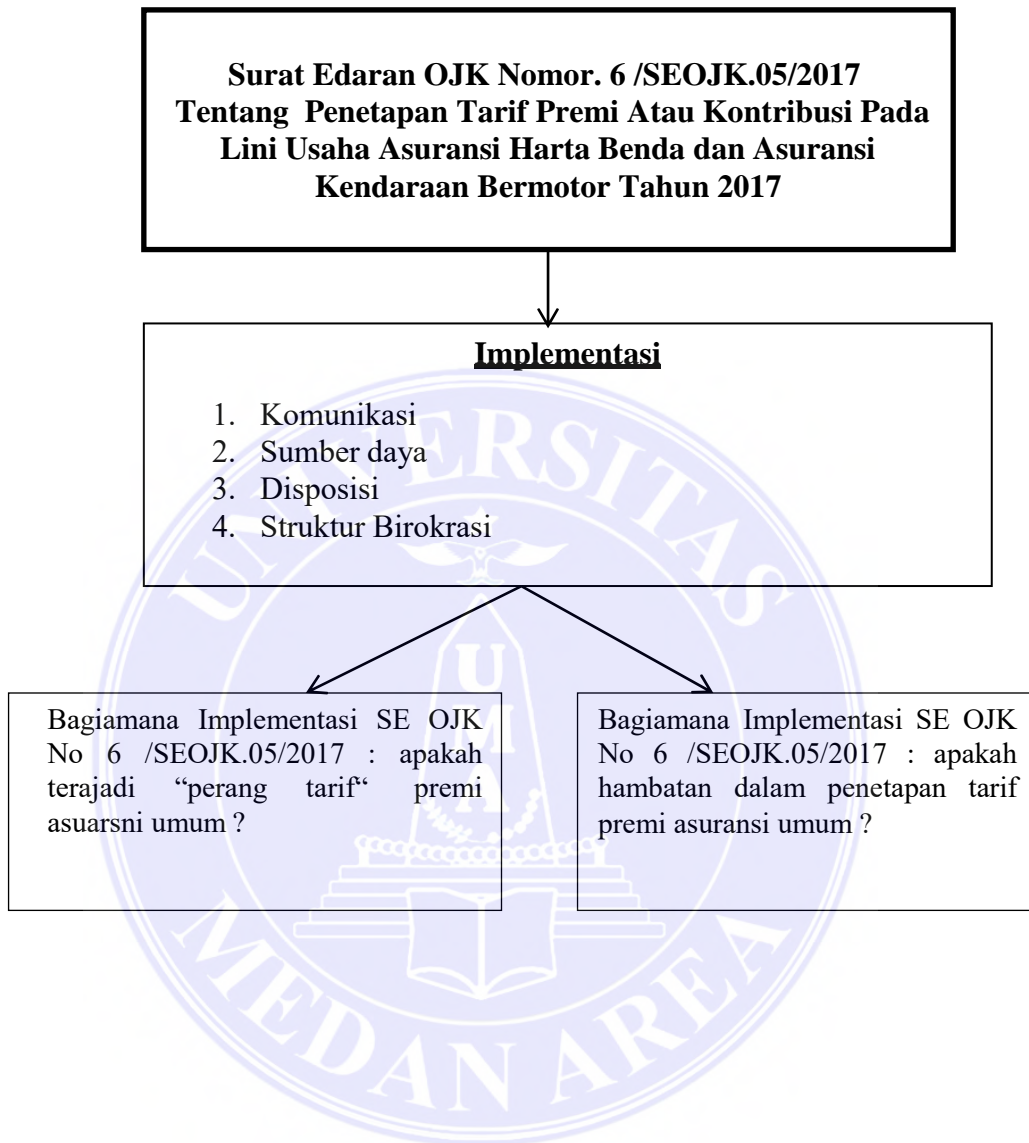 Surat Edaran OJK Nomor. 6 /SEOJK.05/2017
Tentang Penetapan Tarif Premi Atau Kontribusi Pada
Lini Usaha Asuransi Harta Benda dan Asuransi
Kendaraan Bermotor Tahun 2017
Implementasi
1. Komunikasi
2. Sumber daya
3. Disposisi
4. Struktur Birokrasi
Bagiamana Implementasi SE OJK
No 6 /SEOJK.05/2017 : apakah
terajadi “perang tarif“ premi
asuarsni umum ?
Bagiamana Implementasi SE OJK
No 6 /SEOJK.05/2017 : apakah
hambatan dalam penetapan tarif
premi asuransi umum ?
UNIVERSITAS
MEDAN AREA
U
M
A